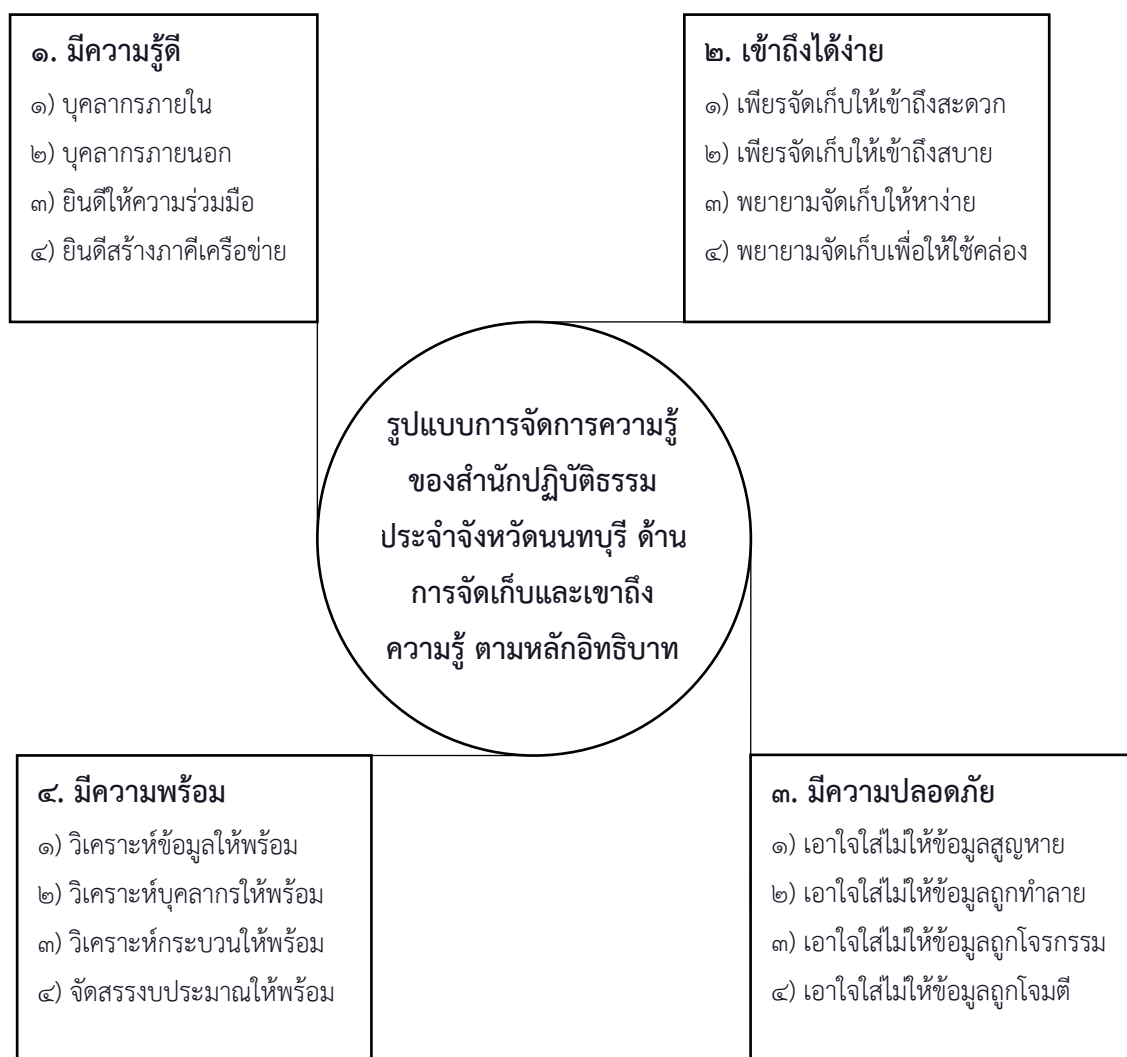 ๑. มีความรู้ดี
๑) บุคลากรภายใน
๒) บุคลากรภายนอก
๓) ยินดีให้ความร่วมมือ
๔) ยินดีสร้างภาคีเครือข่าย
๒. เข้าถึงได้ง่าย
๑) เพียรจัดเก็บให้เข้าถึงสะดวก
๒) เพียรจัดเก็บให้เข้าถึงสบาย
๓) พยายามจัดเก็บให้หาง่าย
๔) พยายามจัดเก็บเพื่อให้ใช้คล่อง
รูปแบบการจัดการความรู้
ของสำนักปฏิบัติธรรม
ประจำจังหวัดนนทบุรี ด้าน
การจัดเก็บและเขาถึง
ความรู้ ตามหลักอิทธิบาท
๔. มีความพร้อม
๑) วิเคราะห์ข้อมูลให้พร้อม
๒) วิเคราะห์บุคลากรให้พร้อม
๓) วิเคราะห์กระบวนให้พร้อม
๔) จัดสรรงบประมาณให้พร้อม
๓. มีความปลอดภัย
๑) เอาใจใส่ไม่ให้ข้อมูลสูญหาย
๒) เอาใจใส่ไม่ให้ข้อมูลถูกทำลาย
๓) เอาใจใส่ไม่ให้ข้อมูลถูกโจรกรรม
๔) เอาใจใส่ไม่ให้ข้อมูลถูกโจมตี